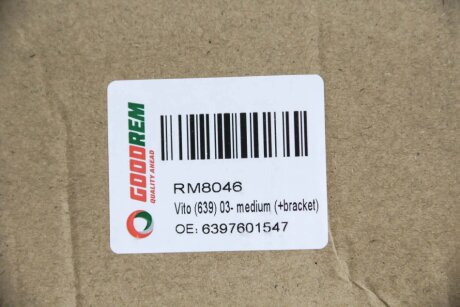 GOODREM
QUALITY AHEAD
RM8046
Vito (639) 03- medium (+bracket)
OE: 6397601547